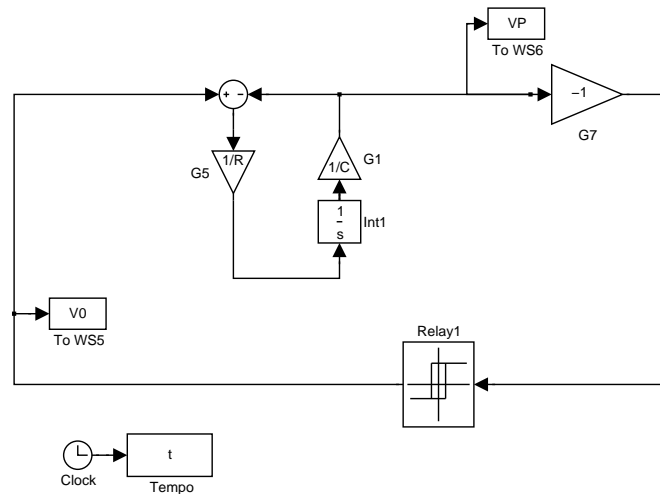 VP
To WS6
+ −
−1
G7
1/R
G5
1/C
G1
1
s
Int1
V0
To WS5
Relay1
t
Clock
Tempo